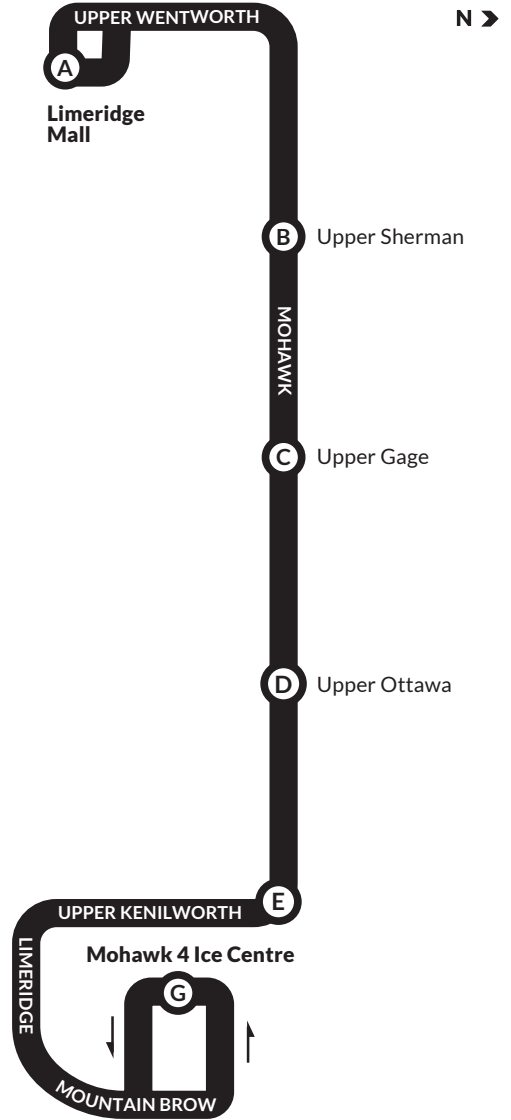 UPPER WENTWORTH
N
A
Limeridge
Mall
B
Upper Sherman
MOHAWK
C
Upper Gage
D
Upper Ottawa
E
UPPER KENILWORTH
Mohawk 4 Ice Centre
LIMERIDGE
G
MOUNTAIN BROW